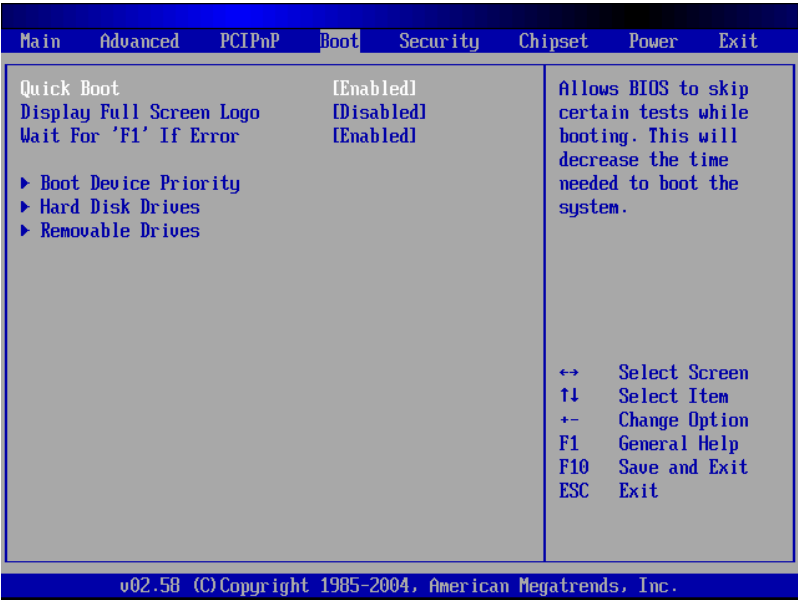 Main Advanced PCIPnP Boot Security Chipset Power Exit
Quick Boot [Enabled]
Display Full Screen Logo [Disabled]
Wait For 'F1' If Error [Enabled]
▶ Boot Device Priority
▶ Hard Disk Drives
▶ Removable Drives
Allows BIOS to skip
certain tests while
booting. This will
decrease the time
needed to boot the
system.
↔ Select Screen
↑↓ Select Item
+- Change Option
F1 General Help
F10 Save and Exit
ESC Exit
v02.58 (C)Copyright 1985-2004, American Megatrends, Inc.